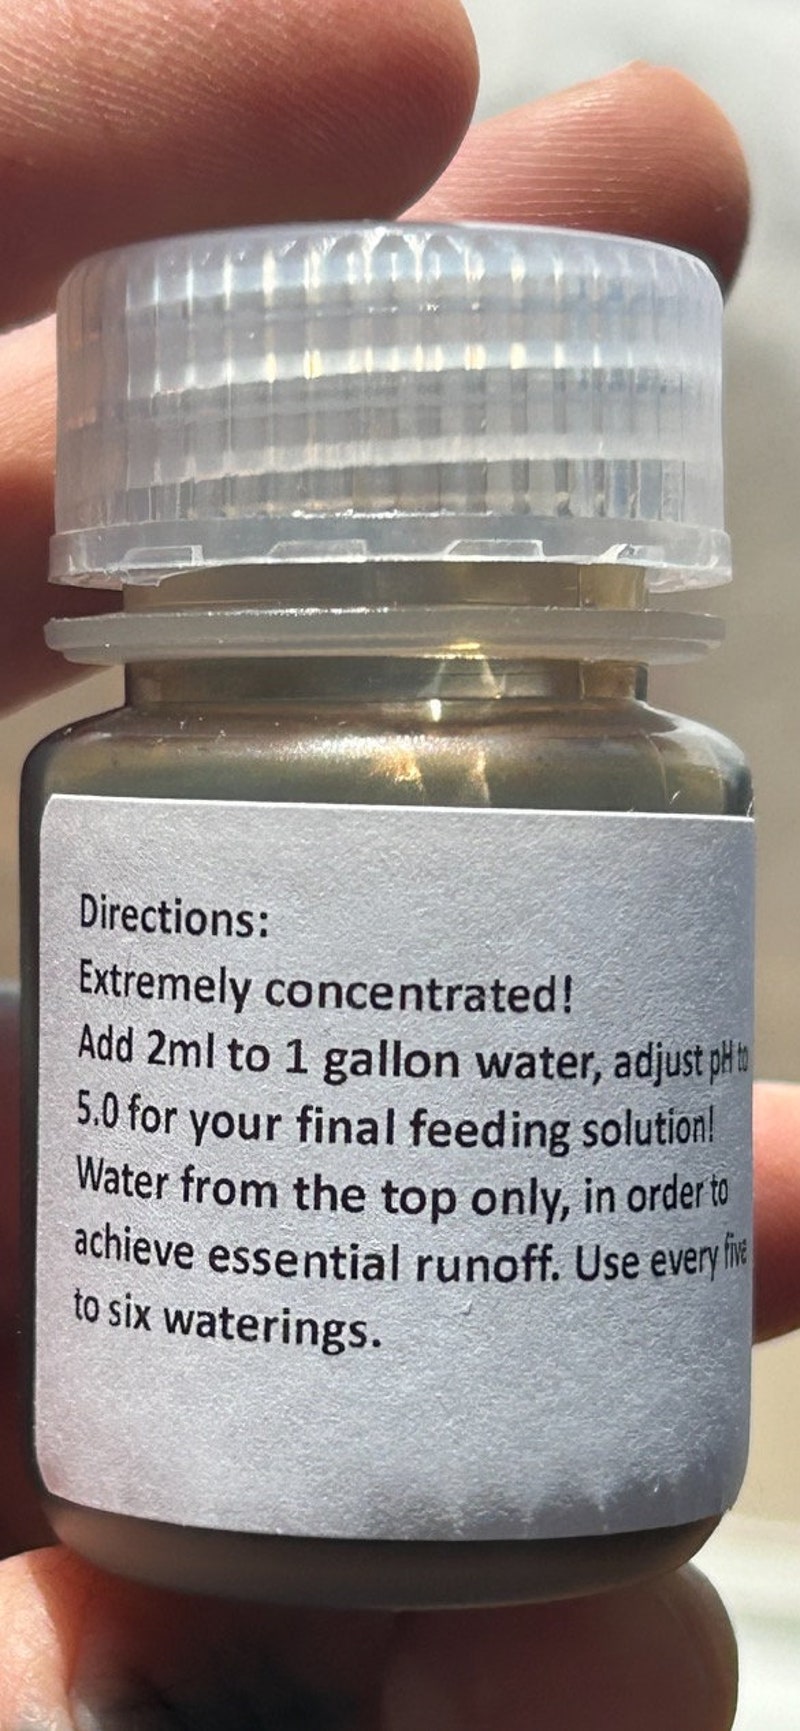 Directions:
Extremely concentrated!
Add 2ml to 1 gallon water, adjust pH to
5.0 for your final feeding solution!
Water from the top only, in order to
achieve essential runoff. Use every five
to six waterings.